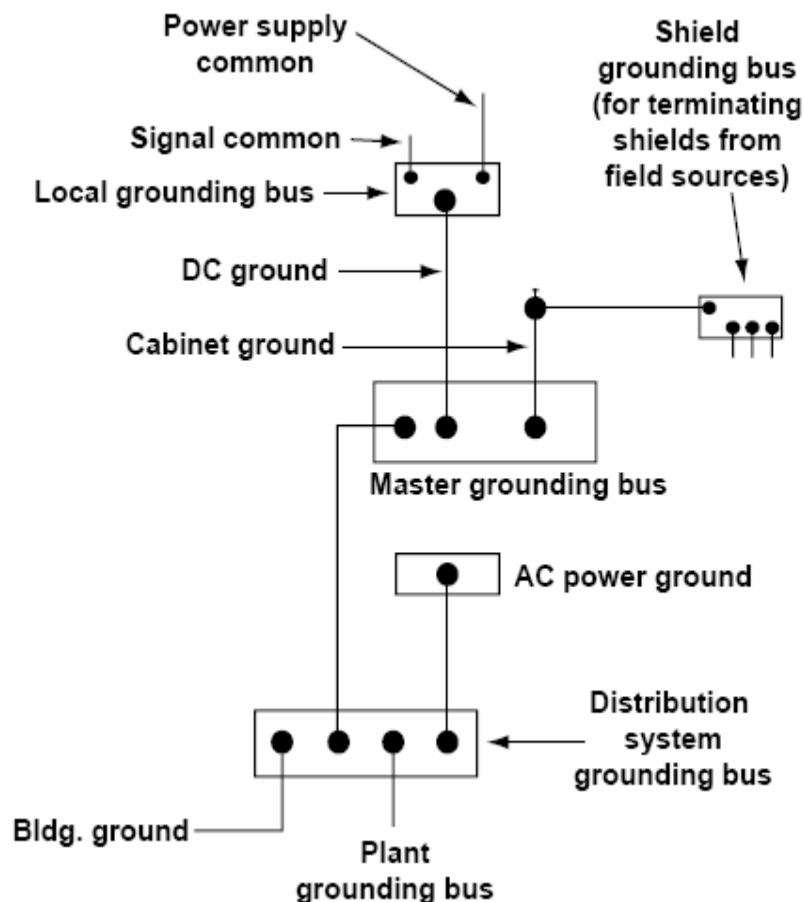 Power supply
common
Shield
grounding bus
(for terminating
shields from
field sources)
Signal common
Local grounding bus
DC ground
Cabinet ground
Master grounding bus
AC power ground
Distribution
system
grounding bus
Bldg. ground
Plant
grounding bus